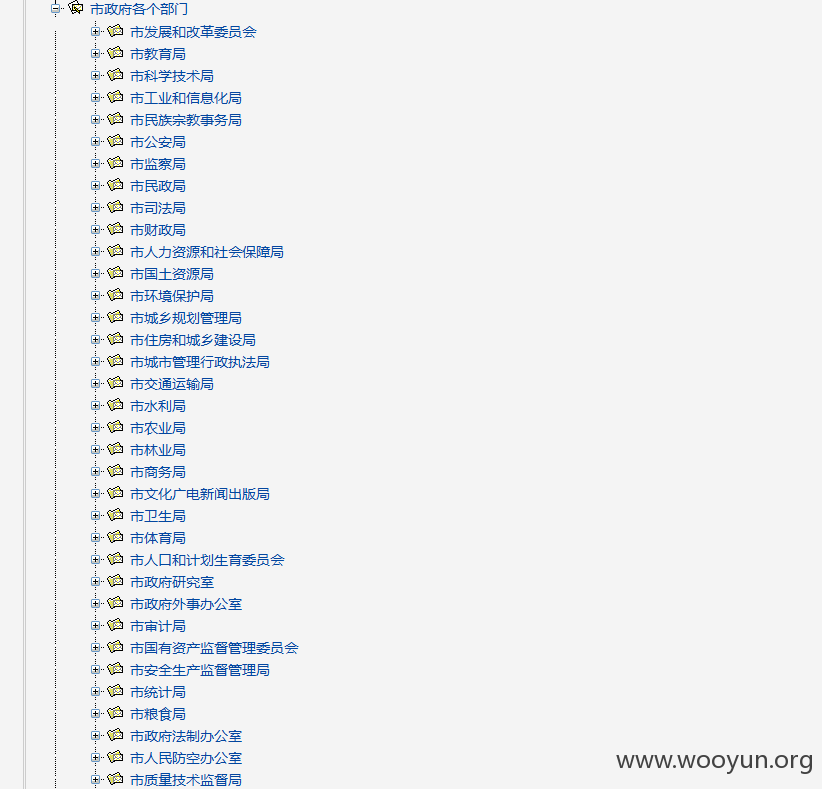 市政府各个部门
市发展和改革委员会
市教育局
市科学技术局
市工业和信息化局
市民族宗教事务局
市公安局
市监察局
市民政局
市司法局
市财政局
市人力资源和社会保障局
市国土资源局
市环境保护局
市城乡规划管理局
市住房和城乡建设局
市城市管理行政执法局
市交通运输局
市水利局
市农业局
市林业局
市商务局
市文化广电新闻出版局
市卫生局
市体育局
市人口和计划生育委员会
市政府研究室
市政府外事办公室
市审计局
市国有资产监督管理委员会
市安全生产监督管理局
市统计局
市粮食局
市政府法制办公室
市人民防空办公室
市质量技术监督局
www.wooyun.org